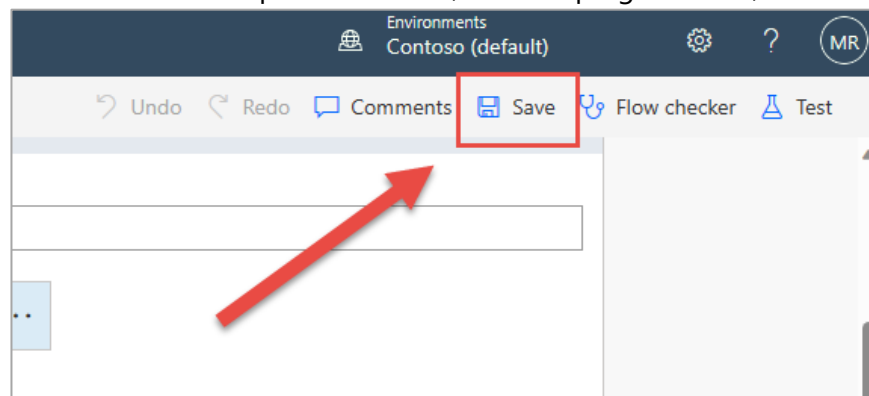 Environments
Contoso (default)
?
MR
Undo
Redo
Comments
Save
Flow checker
Test
..